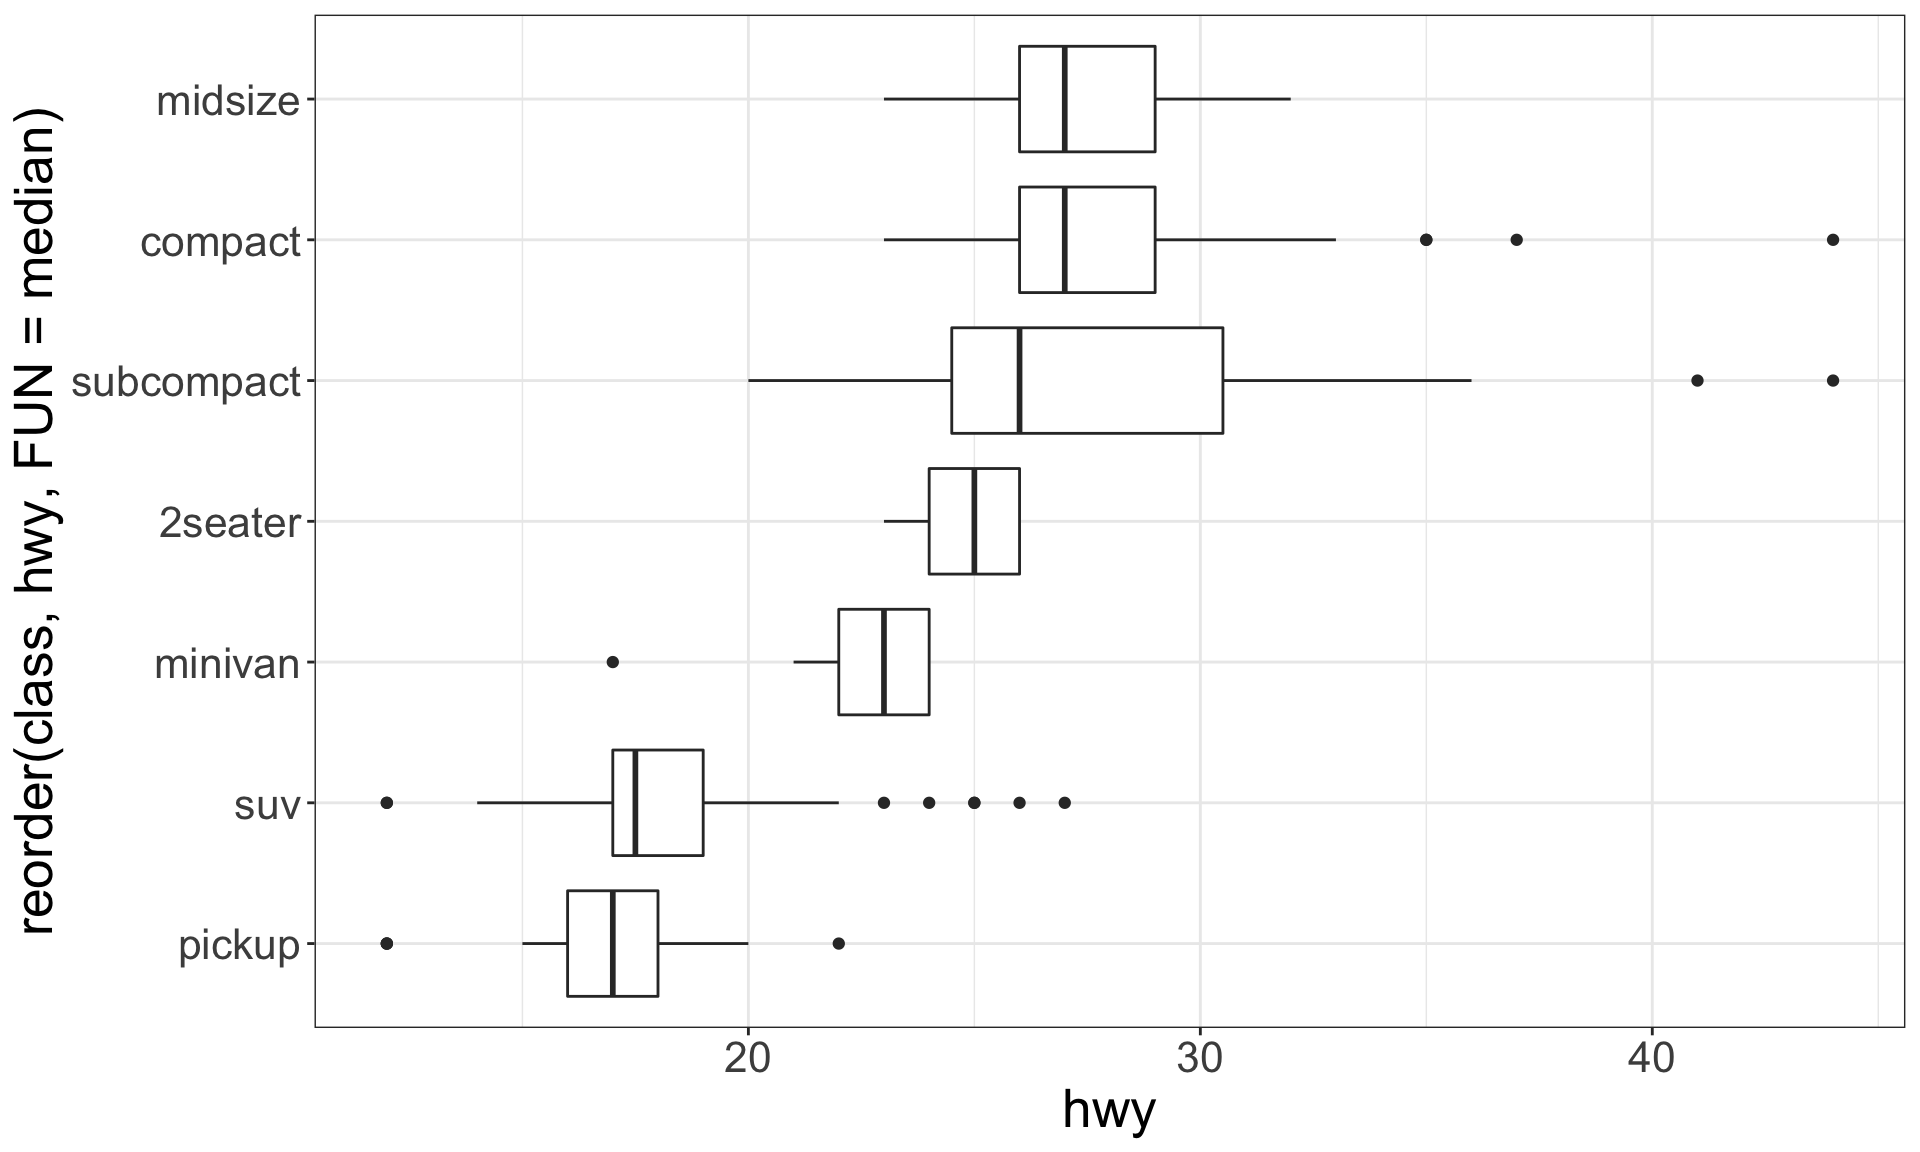 reorder(class, hwy, FUN = median)
midsize
compact
subcompact
2seater
minivan
suv
pickup
20 30 40
hwy